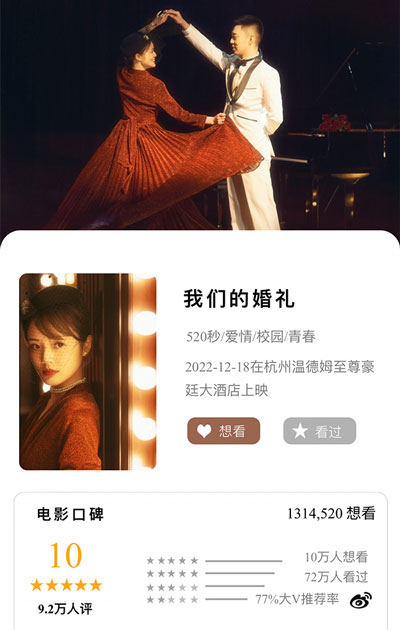 我们的婚礼
520秒/爱情/校园/青春
2022-12-18在杭州温德姆至尊豪
廷大酒店上映
想看 看过
电影口碑 1314,520 想看
10
9.2万人评
10万人想看
72万人看过
77%大V推荐率